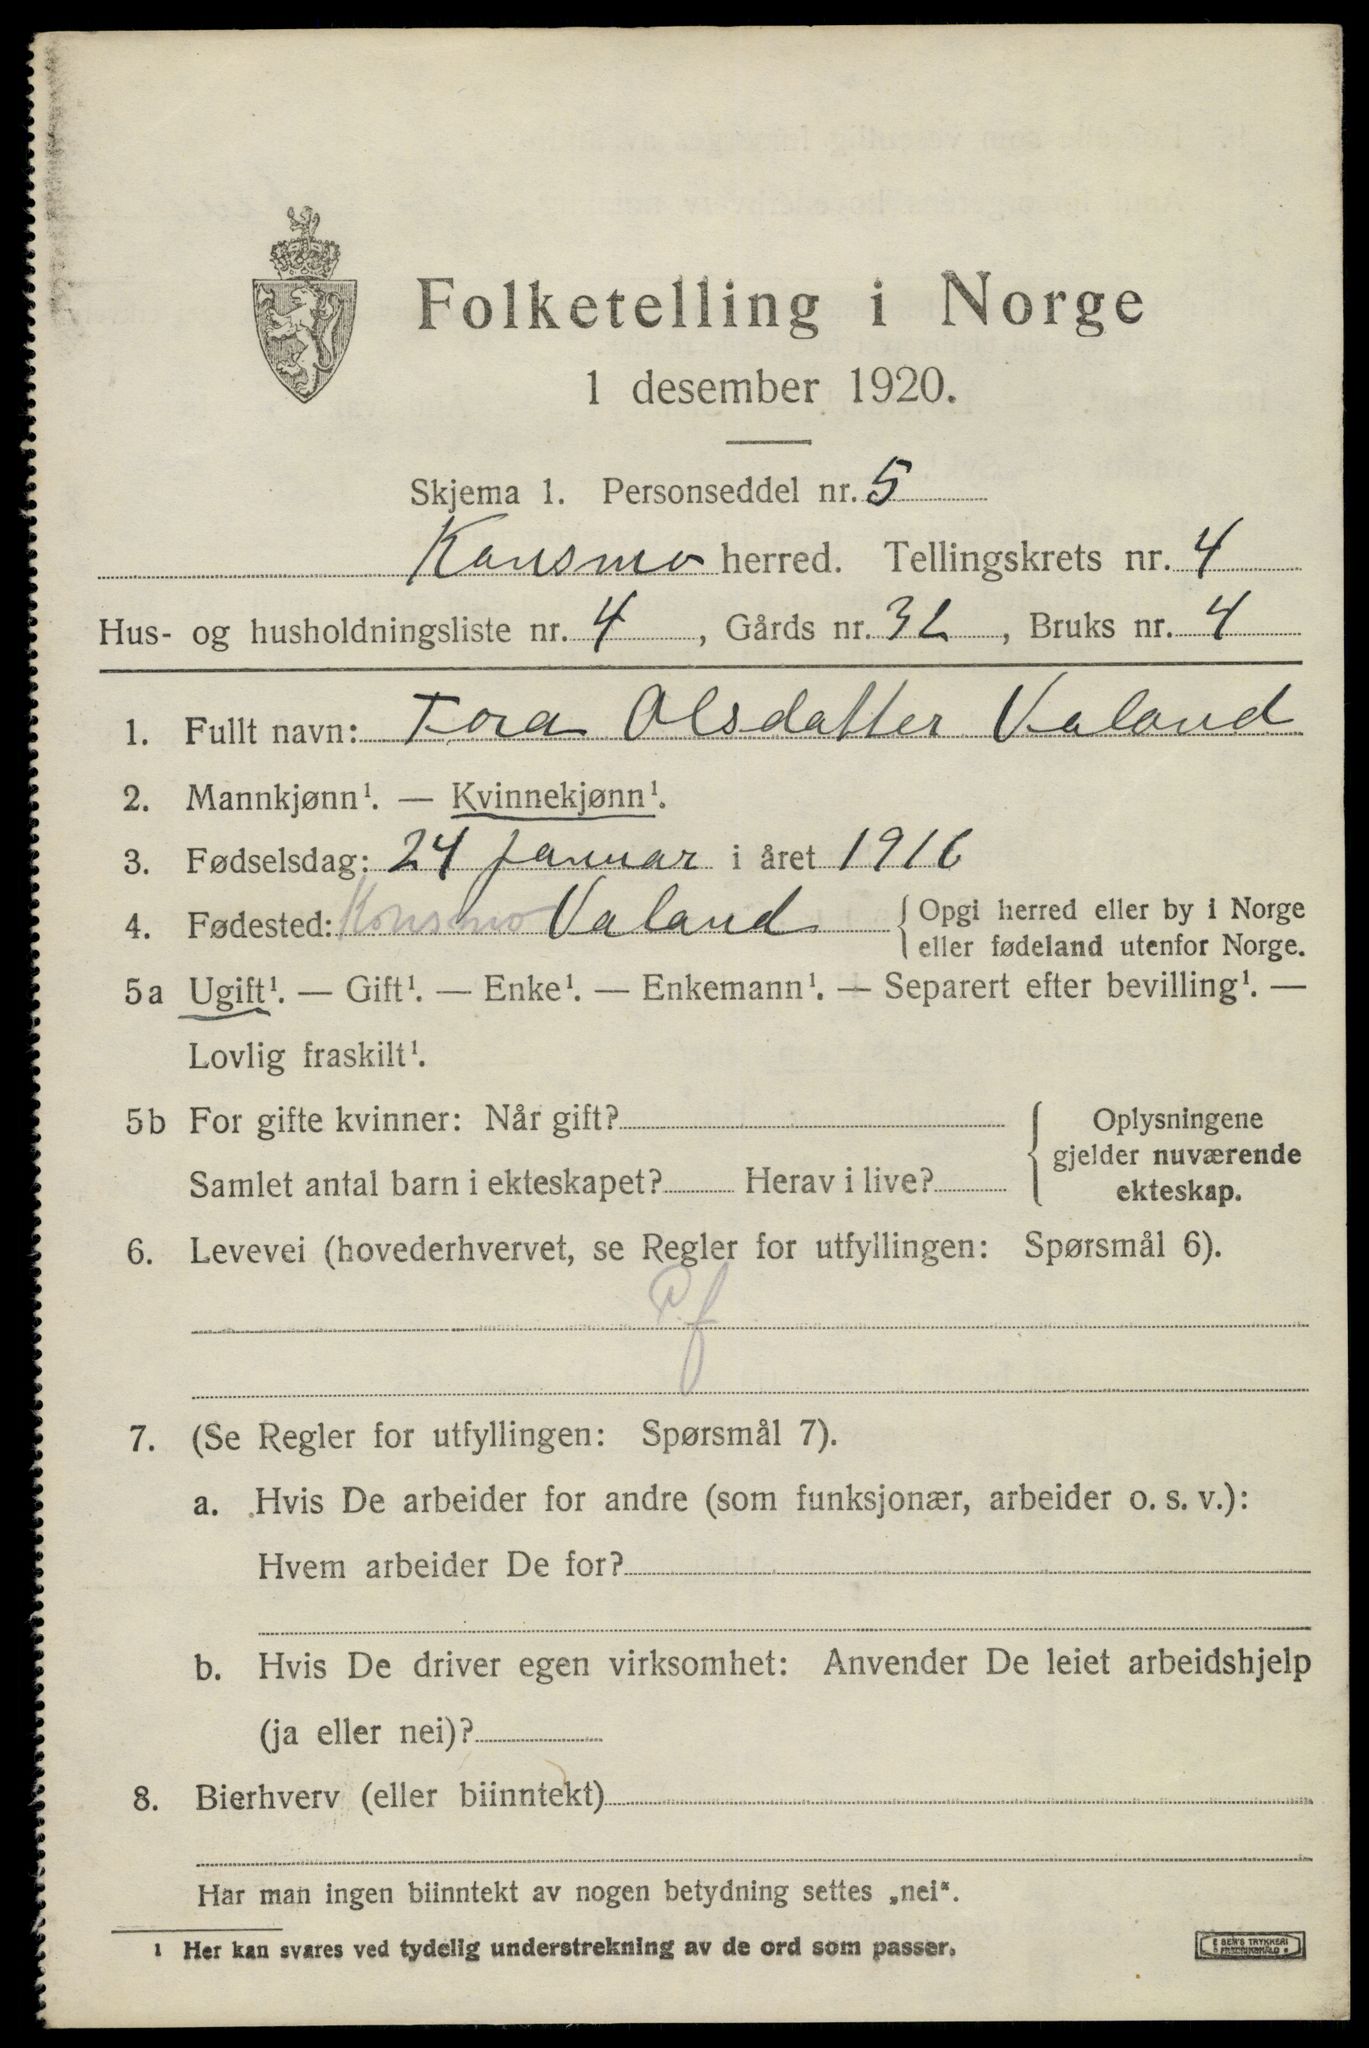 Folketelling i Norge
1 desember 1920.
Skjema 1. Personseddel nr. 5
Konsmo herred. Tellingskrets nr. 4
Hus- og husholdningsliste nr. 4, Gårds nr. 32, Bruks nr. 4
1. Fullt navn: Tora Olsdatter Valand
2. Mannkjønn¹. — Kvinnekjønn¹.
3. Fødselsdag: 24 januar i året 1916
4. Fødested: Konsmo Valand { Opgi herred eller by i Norge
eller fødeland utenfor Norge.
5a Ugift¹. — Gift¹. — Enke¹. — Enkemann¹. — Separert efter bevilling¹. —
Lovlig fraskilt¹.
5b For gifte kvinner: Når gift?
Samlet antal barn i ekteskapet? Herav i live?
{ Oplysningene
gjelder nuværende
ekteskap.
6. Levevei (hovederhvervet, se Regler for utfyllingen: Spørsmål 6).
7. (Se Regler for utfyllingen: Spørsmål 7).
a. Hvis De arbeider for andre (som funksjonær, arbeider o. s. v.):
Hvem arbeider De for?
b. Hvis De driver egen virksomhet: Anvender De leiet arbeidshjelp
(ja eller nei)?
8. Bierhverv (eller biinntekt)
Har man ingen biinntekt av nogen betydning settes „nei“.
¹ Her kan svares ved tydelig understrekning av de ord som passer.